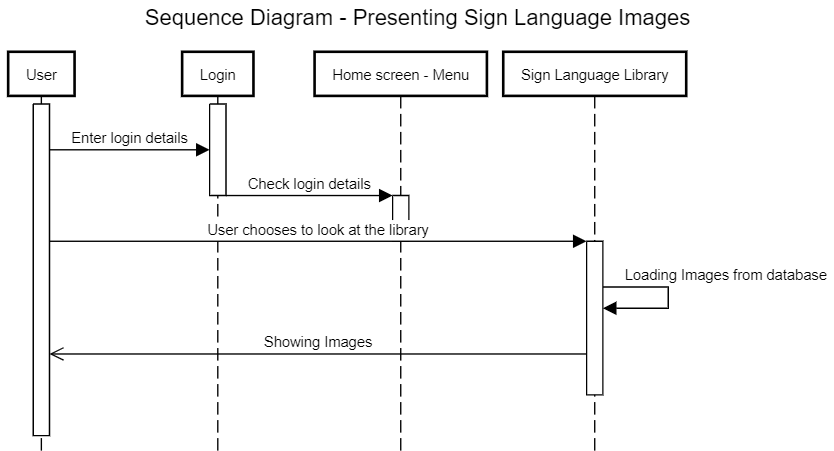 Sequence Diagram - Presenting Sign Language Images
User
Login
Home screen - Menu
Sign Language Library
Enter login details
Check login details
User chooses to look at the library
Loading Images from database
Showing Images